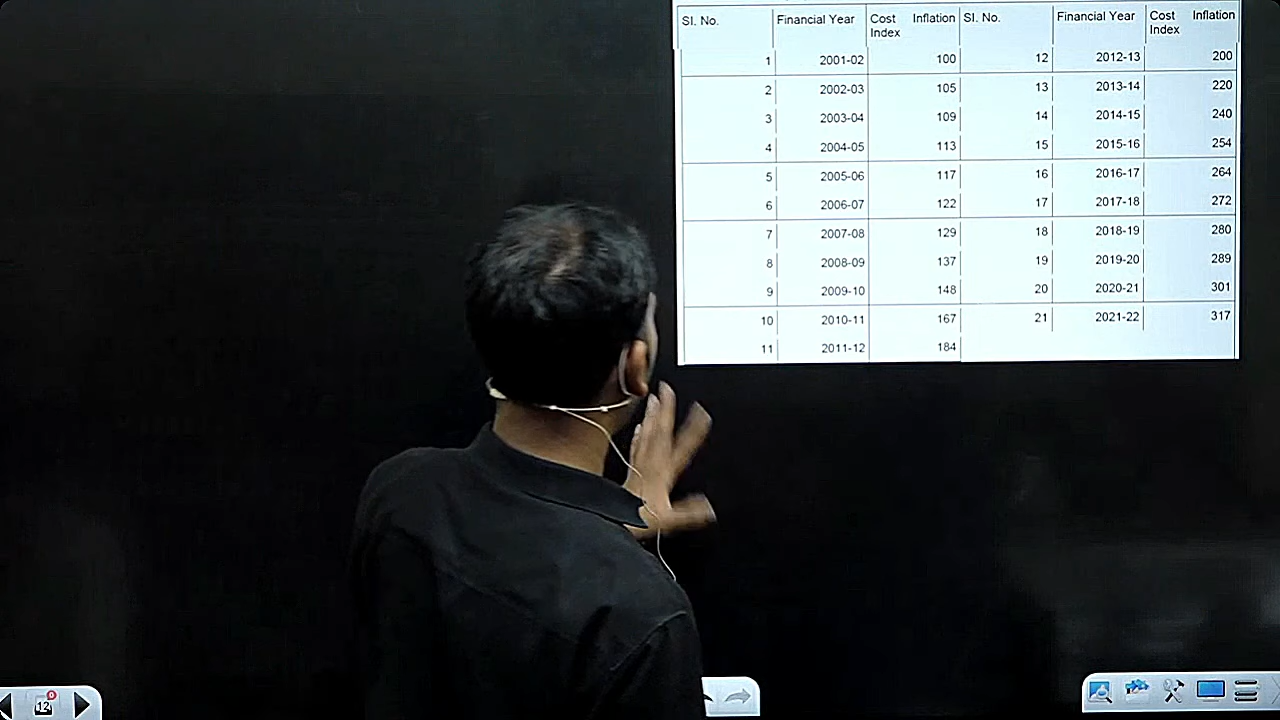 SI. No. Financial Year Cost Inflation Index SI. No. Financial Year Cost Inflation Index
1 2001-02 100 12 2012-13 200
2 2002-03 105 13 2013-14 220
3 2003-04 109 14 2014-15 240
4 2004-05 113 15 2015-16 254
5 2005-06 117 16 2016-17 264
6 2006-07 122 17 2017-18 272
7 2007-08 129 18 2018-19 280
8 2008-09 137 19 2019-20 289
9 2009-10 148 20 2020-21 301
10 2010-11 167 21 2021-22 317
11 2011-12 184
12
0